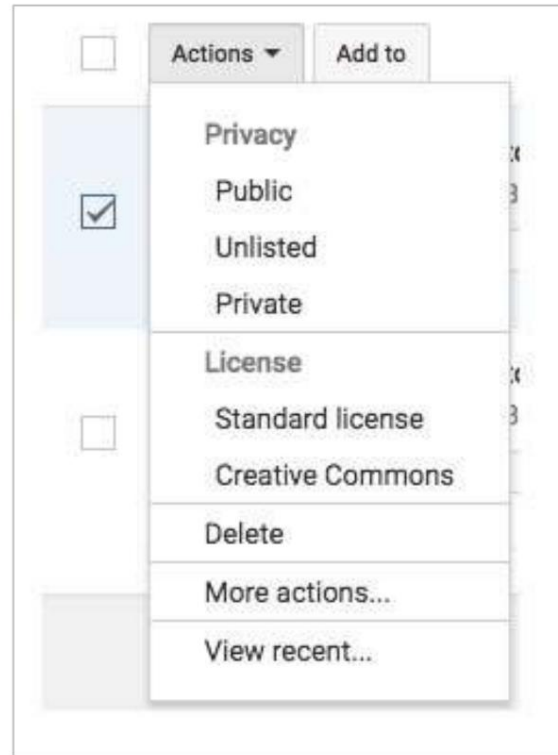 Actions Add to
Privacy
Public
Unlisted
Private
License
Standard license
Creative Commons
Delete
More actions...
View recent...